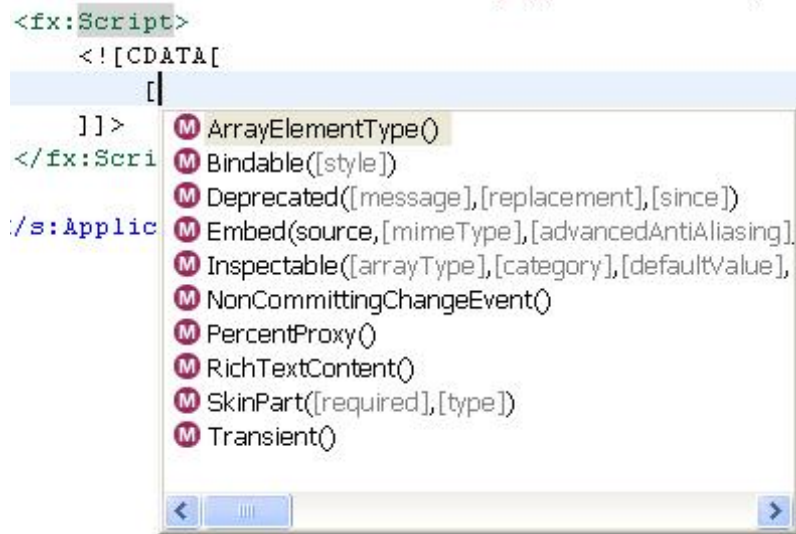 <fx:Script>
<![CDATA[
[
]]>
</fx:Scri
/s:Applic
M ArrayElementType()
M Bindable([style])
M Deprecated([message],[replacement],[since])
M Embed(source,[mimeType],[advancedAntiAliasing]
M Inspectable([arrayType],[category],[defaultValue],
M NonCommittingChangeEvent()
M PercentProxy()
M RichTextContent()
M SkinPart([required],[type])
M Transient()